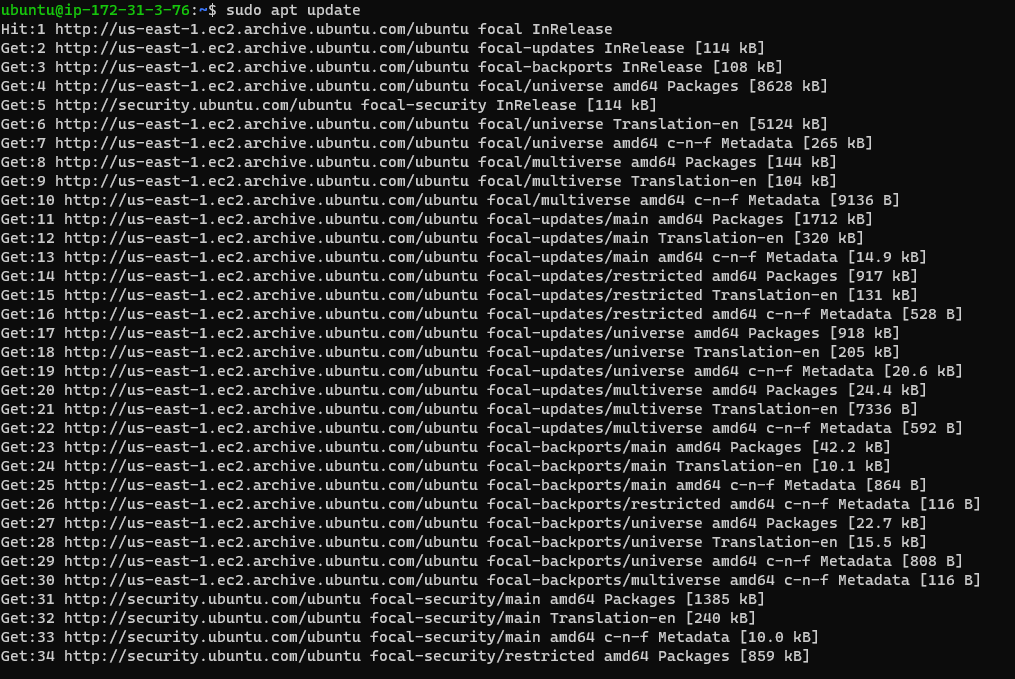 ubuntu@ip-172-31-3-76:~$ sudo apt update
Hit:1 http://us-east-1.ec2.archive.ubuntu.com/ubuntu focal InRelease
Get:2 http://us-east-1.ec2.archive.ubuntu.com/ubuntu focal-updates InRelease [114 kB]
Get:3 http://us-east-1.ec2.archive.ubuntu.com/ubuntu focal-backports InRelease [108 kB]
Get:4 http://us-east-1.ec2.archive.ubuntu.com/ubuntu focal/universe amd64 Packages [8628 kB]
Get:5 http://security.ubuntu.com/ubuntu focal-security InRelease [114 kB]
Get:6 http://us-east-1.ec2.archive.ubuntu.com/ubuntu focal/universe Translation-en [5124 kB]
Get:7 http://us-east-1.ec2.archive.ubuntu.com/ubuntu focal/universe amd64 c-n-f Metadata [265 kB]
Get:8 http://us-east-1.ec2.archive.ubuntu.com/ubuntu focal/multiverse amd64 Packages [144 kB]
Get:9 http://us-east-1.ec2.archive.ubuntu.com/ubuntu focal/multiverse Translation-en [104 kB]
Get:10 http://us-east-1.ec2.archive.ubuntu.com/ubuntu focal/multiverse amd64 c-n-f Metadata [9136 B]
Get:11 http://us-east-1.ec2.archive.ubuntu.com/ubuntu focal-updates/main amd64 Packages [1712 kB]
Get:12 http://us-east-1.ec2.archive.ubuntu.com/ubuntu focal-updates/main Translation-en [320 kB]
Get:13 http://us-east-1.ec2.archive.ubuntu.com/ubuntu focal-updates/main amd64 c-n-f Metadata [14.9 kB]
Get:14 http://us-east-1.ec2.archive.ubuntu.com/ubuntu focal-updates/restricted amd64 Packages [917 kB]
Get:15 http://us-east-1.ec2.archive.ubuntu.com/ubuntu focal-updates/restricted Translation-en [131 kB]
Get:16 http://us-east-1.ec2.archive.ubuntu.com/ubuntu focal-updates/restricted amd64 c-n-f Metadata [528 B]
Get:17 http://us-east-1.ec2.archive.ubuntu.com/ubuntu focal-updates/universe amd64 Packages [918 kB]
Get:18 http://us-east-1.ec2.archive.ubuntu.com/ubuntu focal-updates/universe Translation-en [205 kB]
Get:19 http://us-east-1.ec2.archive.ubuntu.com/ubuntu focal-updates/universe amd64 c-n-f Metadata [20.6 kB]
Get:20 http://us-east-1.ec2.archive.ubuntu.com/ubuntu focal-updates/multiverse amd64 Packages [24.4 kB]
Get:21 http://us-east-1.ec2.archive.ubuntu.com/ubuntu focal-updates/multiverse Translation-en [7336 B]
Get:22 http://us-east-1.ec2.archive.ubuntu.com/ubuntu focal-updates/multiverse amd64 c-n-f Metadata [592 B]
Get:23 http://us-east-1.ec2.archive.ubuntu.com/ubuntu focal-backports/main amd64 Packages [42.2 kB]
Get:24 http://us-east-1.ec2.archive.ubuntu.com/ubuntu focal-backports/main Translation-en [10.1 kB]
Get:25 http://us-east-1.ec2.archive.ubuntu.com/ubuntu focal-backports/main amd64 c-n-f Metadata [864 B]
Get:26 http://us-east-1.ec2.archive.ubuntu.com/ubuntu focal-backports/restricted amd64 c-n-f Metadata [116 B]
Get:27 http://us-east-1.ec2.archive.ubuntu.com/ubuntu focal-backports/universe amd64 Packages [22.7 kB]
Get:28 http://us-east-1.ec2.archive.ubuntu.com/ubuntu focal-backports/universe Translation-en [15.5 kB]
Get:29 http://us-east-1.ec2.archive.ubuntu.com/ubuntu focal-backports/universe amd64 c-n-f Metadata [808 B]
Get:30 http://us-east-1.ec2.archive.ubuntu.com/ubuntu focal-backports/multiverse amd64 c-n-f Metadata [116 B]
Get:31 http://security.ubuntu.com/ubuntu focal-security/main amd64 Packages [1385 kB]
Get:32 http://security.ubuntu.com/ubuntu focal-security/main Translation-en [240 kB]
Get:33 http://security.ubuntu.com/ubuntu focal-security/main amd64 c-n-f Metadata [10.0 kB]
Get:34 http://security.ubuntu.com/ubuntu focal-security/restricted amd64 Packages [859 kB]